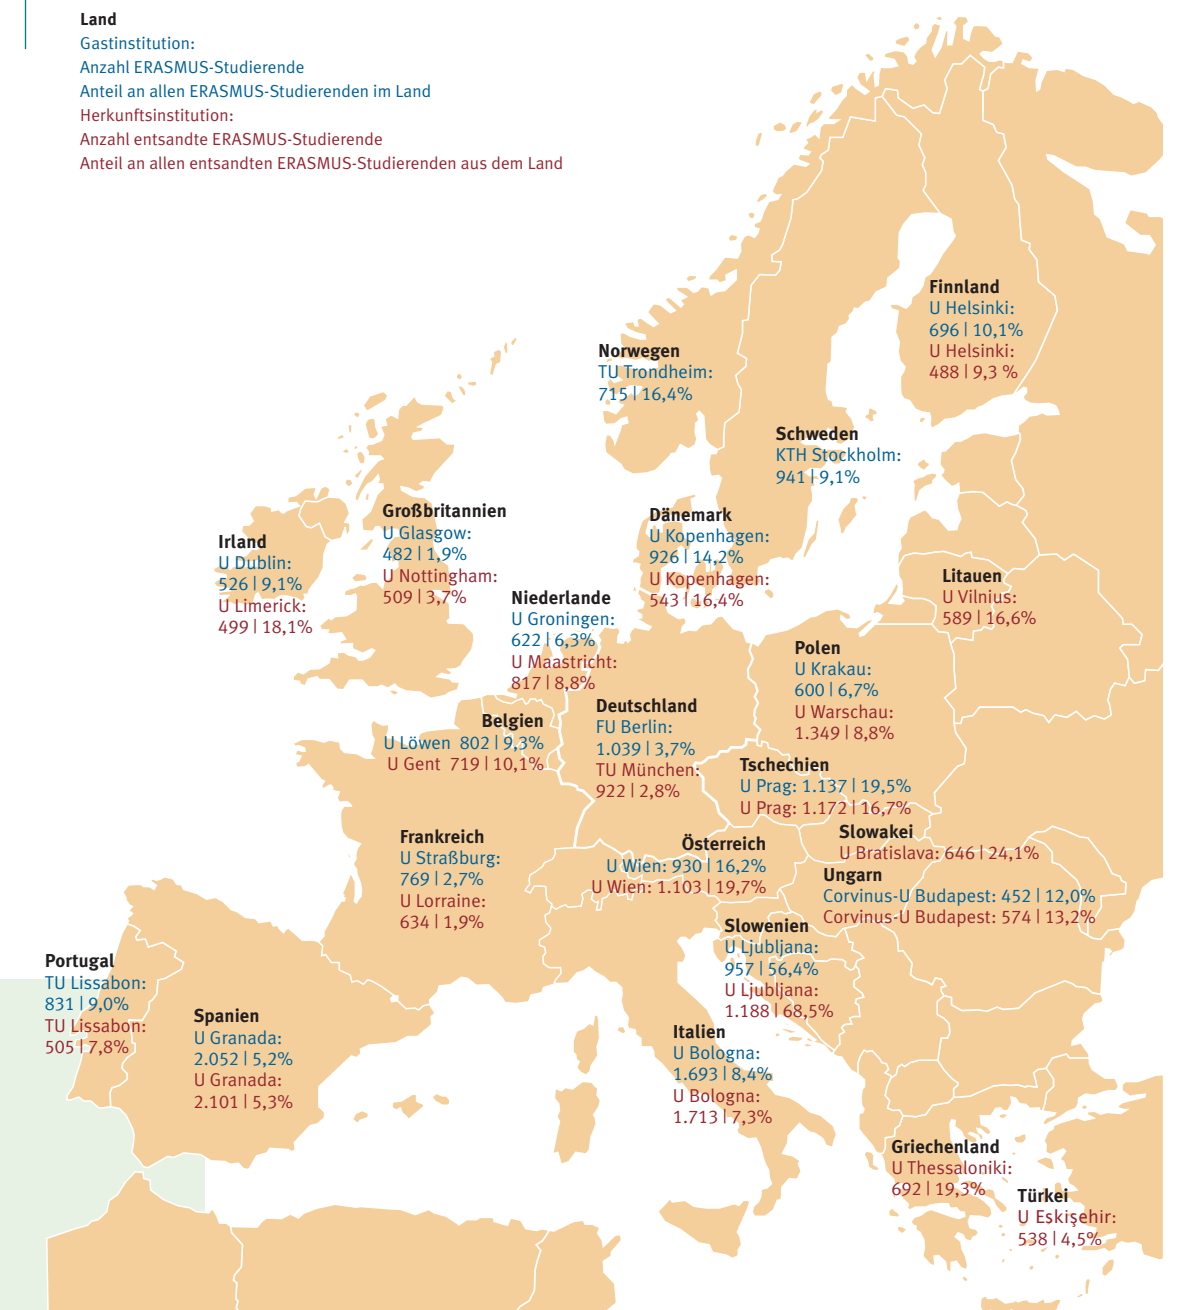 Land
Gastinstitution:
Anzahl ERASMUS-Studierende
Anteil an allen ERASMUS-Studierenden im Land
Herkunftsinstitution:
Anzahl entsandte ERASMUS-Studierende
Anteil an allen entsandten ERASMUS-Studierenden aus dem Land
Finnland
U Helsinki:
696 | 10,1%
U Helsinki:
488 | 9,3 %
Norwegen
TU Trondheim:
715 | 16,4%
Schweden
KTH Stockholm:
941 | 9,1%
Großbritannien
U Glasgow:
482 | 1,9%
U Nottingham:
509 | 3,7%
Dänemark
U Kopenhagen:
926 | 14,2%
U Kopenhagen:
543 | 16,4%
Irland
U Dublin:
526 | 9,1%
U Limerick:
499 | 18,1%
Litauen
U Vilnius:
589 | 16,6%
Niederlande
U Groningen:
622 | 6,3%
U Maastricht:
817 | 8,8%
Polen
U Krakau:
600 | 6,7%
U Warschau:
1.349 | 8,8%
Deutschland
FU Berlin:
1.039 | 3,7%
TU München:
922 | 2,8%
Belgien
U Löwen 802 | 9,3%
U Gent 719 | 10,1%
Tschechien
U Prag: 1.137 | 19,5%
U Prag: 1.172 | 16,7%
Slowakei
U Bratislava: 646 | 24,1%
Frankreich
U Straßburg:
769 | 2,7%
U Lorraine:
634 | 1,9%
Österreich
U Wien: 930 | 16,2%
U Wien: 1.103 | 19,7%
Ungarn
Corvinus-U Budapest: 452 | 12,0%
Corvinus-U Budapest: 574 | 13,2%
Slowenien
U Ljubljana:
957 | 56,4%
U Ljubljana:
1.188 | 68,5%
Portugal
TU Lissabon:
831 | 9,0%
TU Lissabon:
505 | 7,8%
Spanien
U Granada:
2.052 | 5,2%
U Granada:
2.101 | 5,3%
Italien
U Bologna:
1.693 | 8,4%
U Bologna:
1.713 | 7,3%
Griechenland
U Thessaloniki:
692 | 19,3%
Türkei
U Eskişehir:
538 | 4,5%